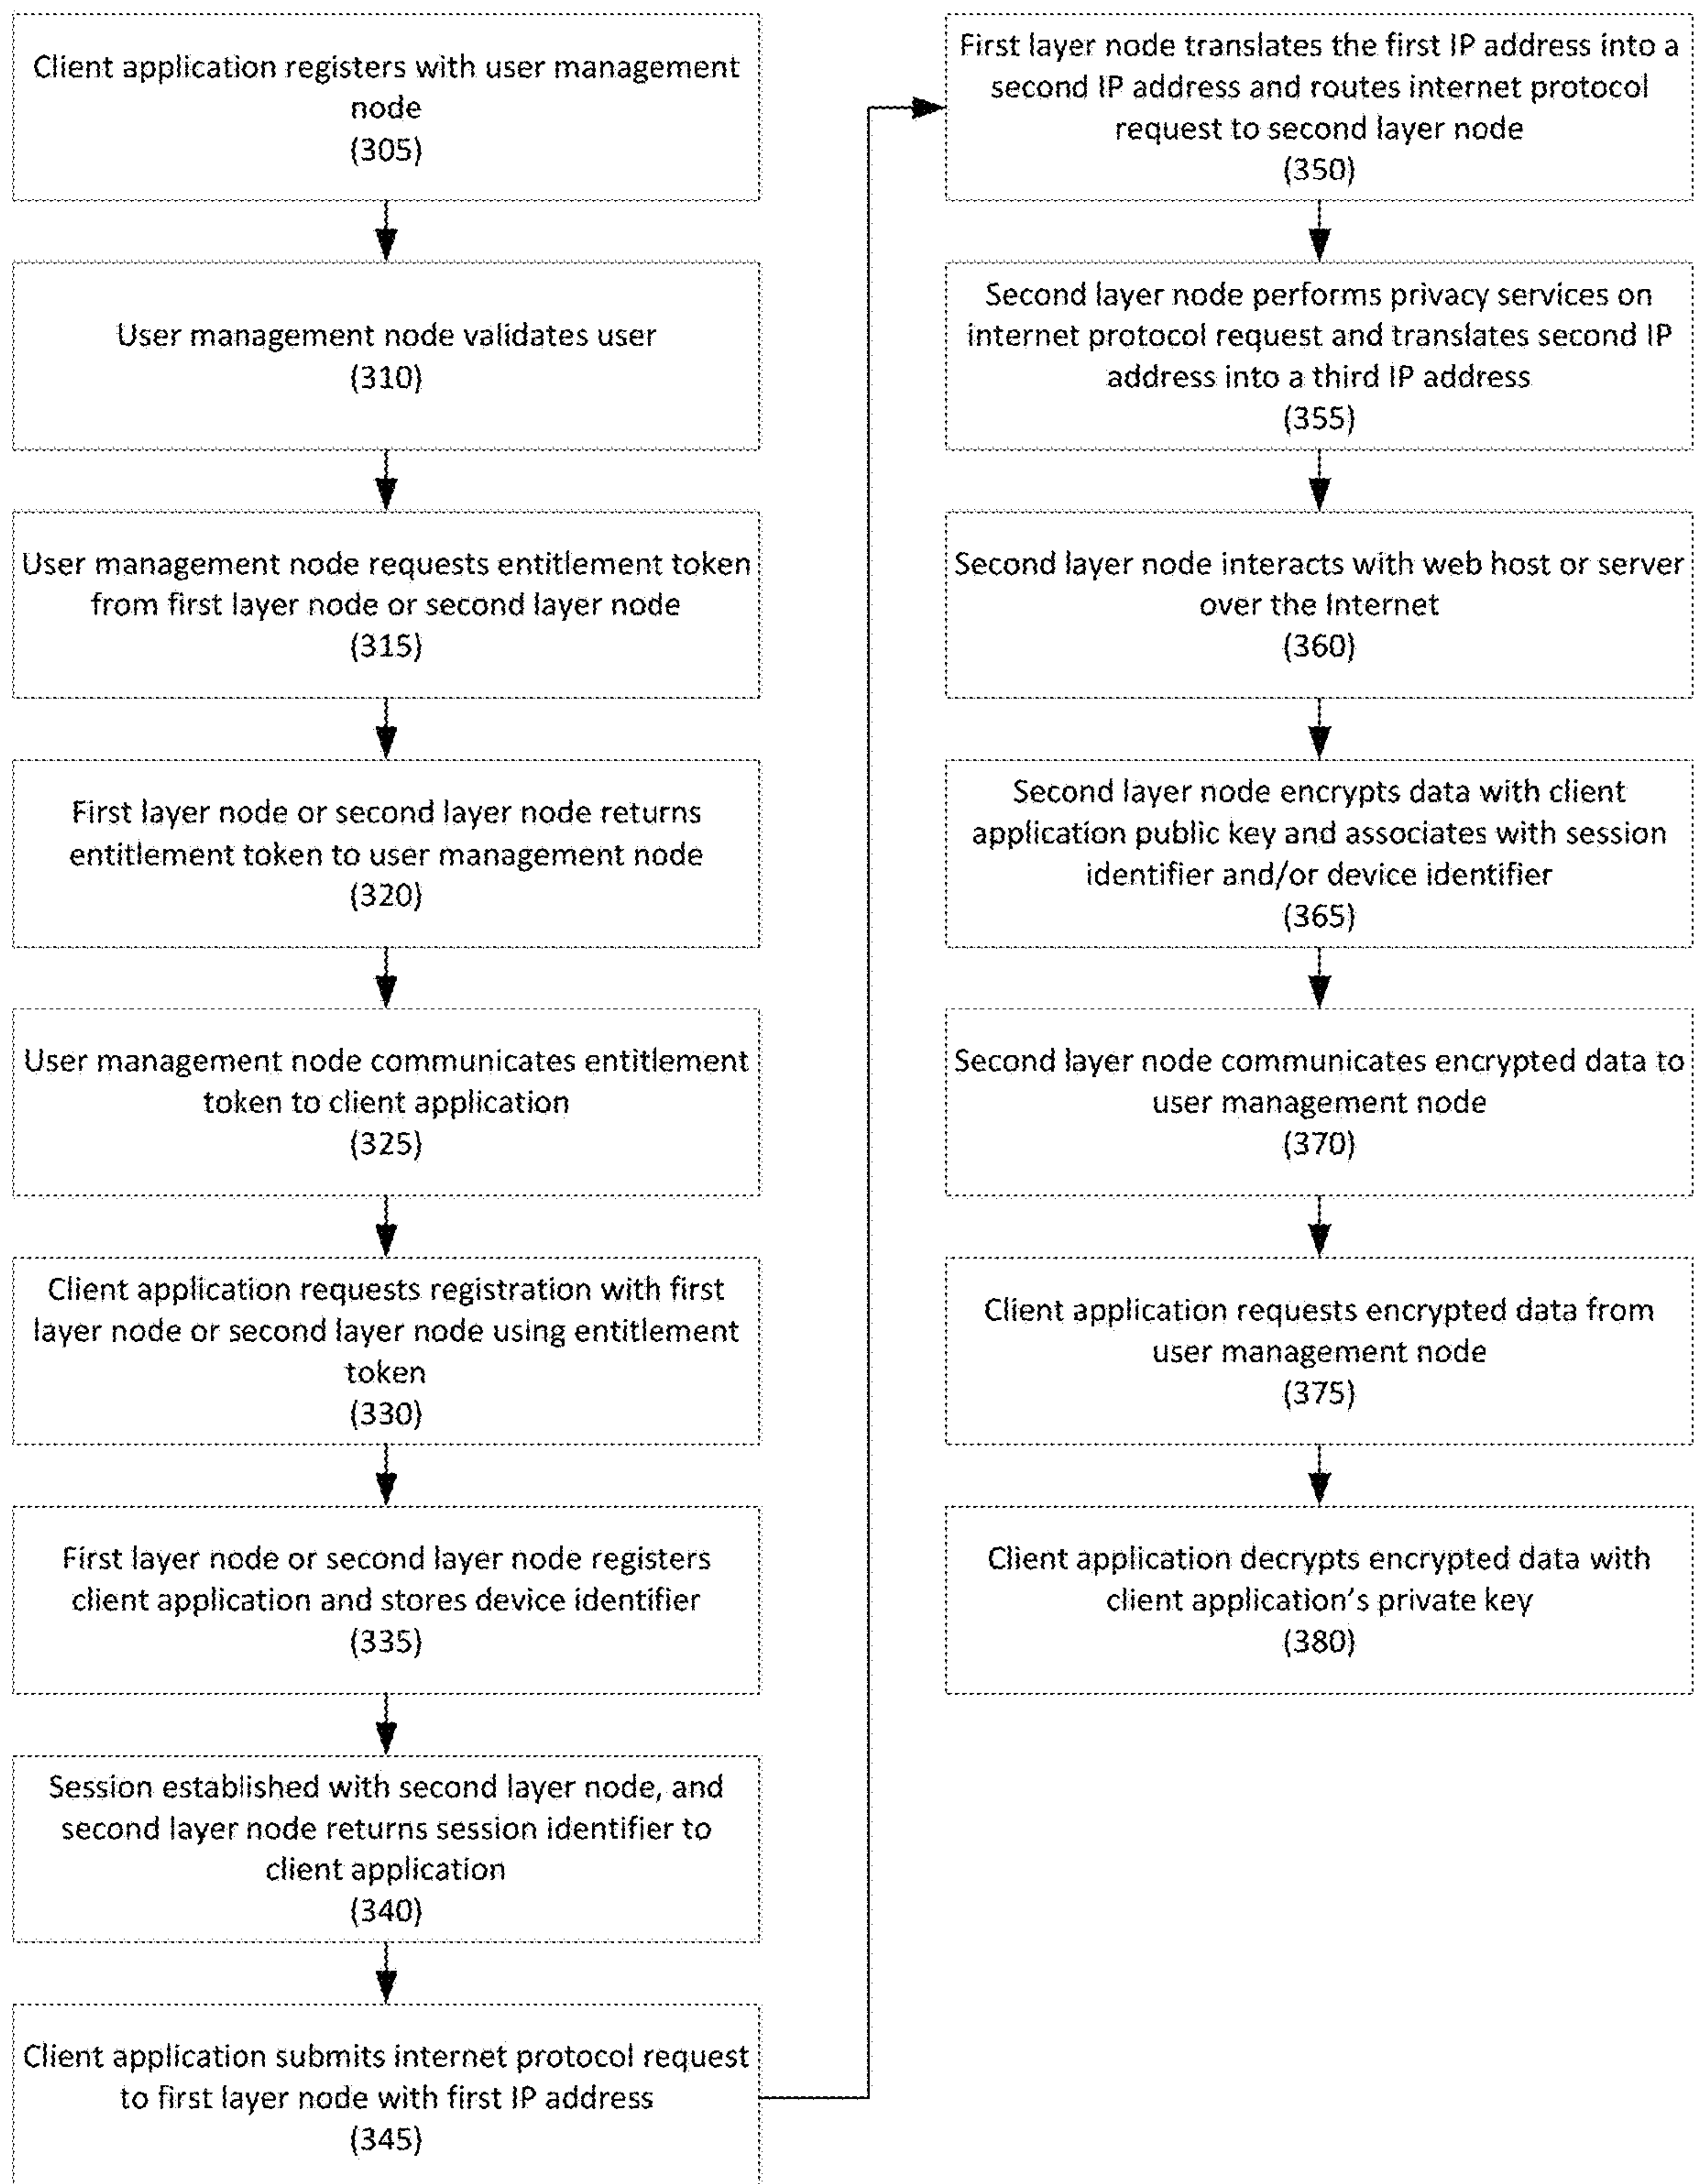 Client application registers with user management
node
(305)
User management node validates user
(310)
User management node requests entitlement token
from first layer node or second layer node
(315)
First layer node or second layer node returns
entitlement token to user management node
(320)
User management node communicates entitlement
token to client application
(325)
Client application requests registration with first
layer node or second layer node using entitlement
token
(330)
First layer node or second layer node registers
client application and stores device identifier
(335)
Session established with second layer node, and
second layer node returns session identifier to
client application
(340)
Client application submits internet protocol request
to first layer node with first IP address
(345)
First layer node translates the first IP address into a
second IP address and routes internet protocol
request to second layer node
(350)
Second layer node performs privacy services on
internet protocol request and translates second IP
address into a third IP address
(355)
Second layer node interacts with web host or server
over the Internet
(360)
Second layer node encrypts data with client
application public key and associates with session
identifier and/or device identifier
(365)
Second layer node communicates encrypted data to
user management node
(370)
Client application requests encrypted data from
user management node
(375)
Client application decrypts encrypted data with
client application's private key
(380)